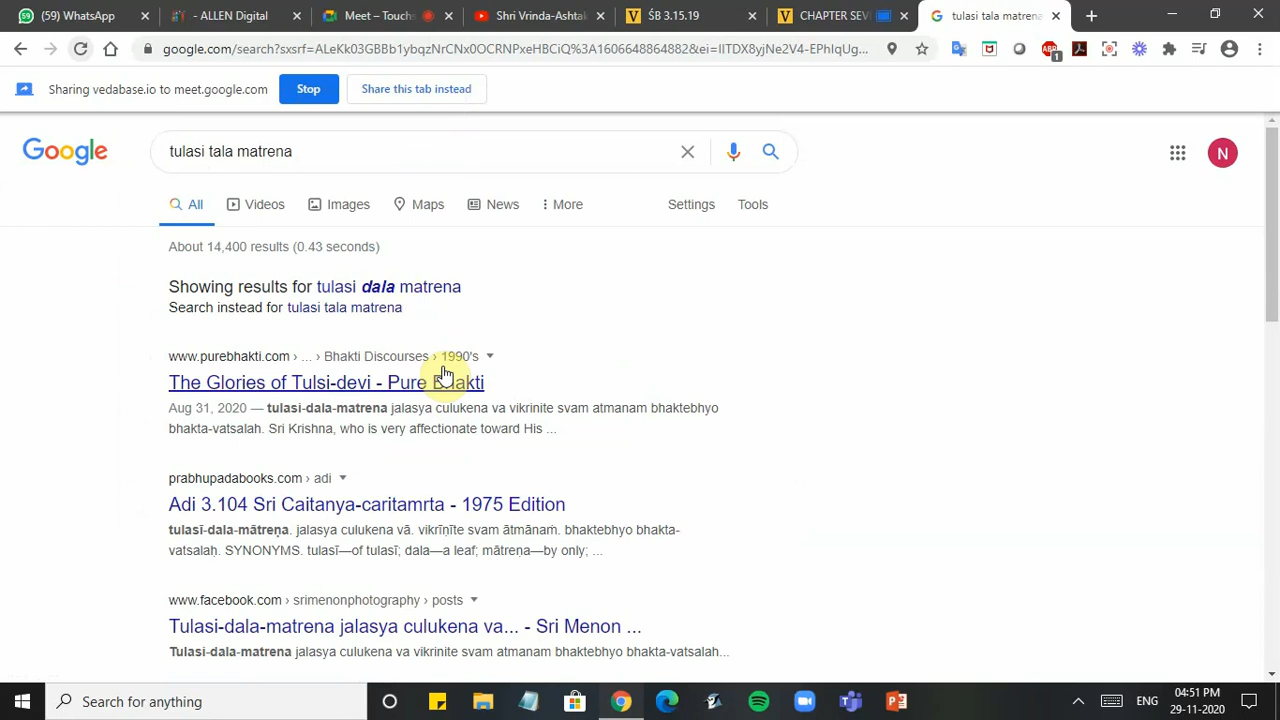 (59) WhatsApp
- ALLEN Digital
Meet – Touchs
Shri Vrinda-Ashtak
ŚB 3.15.19
CHAPTER SEV
tulasi tala matrena
google.com/search?sxsrf=ALeKk03GBBb1ybqzNrCNx0OCRNPxeHBCiQ%3A1606648864882&ei=IITDX8yjNe2V4-EPhIqUg...
ABP
1
Sharing vedabase.io to meet.google.com
Stop
Share this tab instead
Google
tulasi tala matrena
N
All
Videos
Images
Maps
News
More
Settings
Tools
About 14,400 results (0.43 seconds)
Showing results for tulasi dala matrena
Search instead for tulasi tala matrena
www.purebhakti.com › ... › Bhakti Discourses › 1990's
The Glories of Tulsi-devi - Pure Bhakti
Aug 31, 2020 — tulasi-dala-matrena jalasya culukena va vikrinite svam atmanam bhaktebhyo
bhakta-vatsalah. Sri Krishna, who is very affectionate toward His ...
prabhupadabooks.com › adi
Adi 3.104 Sri Caitanya-caritamrta - 1975 Edition
tulasī-dala-mātreṇa. jalasya culukena vā. vikrīṇīte svam ātmānaṁ. bhaktebhyo bhakta-
vatsalaḥ. SYNONYMS. tulasī—of tulasī; dala—a leaf; mātreṇa—by only; ...
www.facebook.com › srimenonphotography › posts
Tulasi-dala-matrena jalasya culukena va... - Sri Menon ...
Tulasi-dala-matrena jalasya culukena va vikrinite svam atmanam bhaktebhyo bhakta-vatsalah...
Search for anything
ENG
04:51 PM
29-11-2020